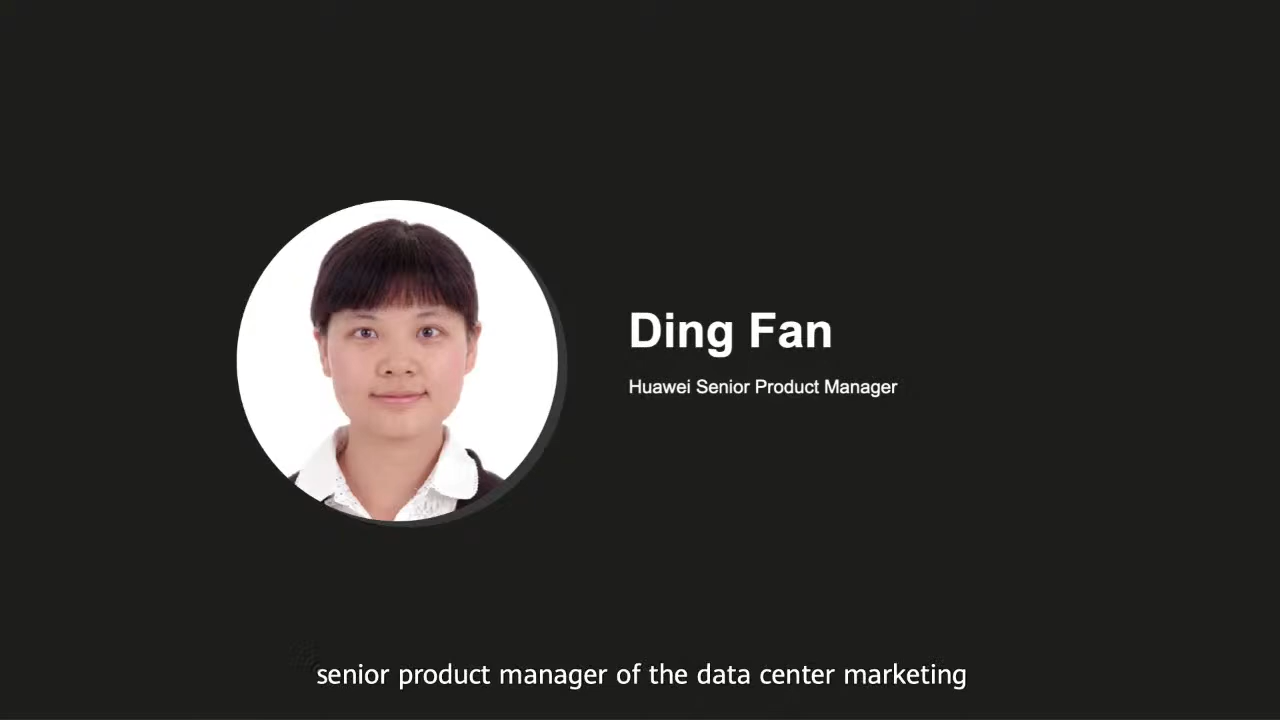 Ding Fan
Huawei Senior Product Manager
senior product manager of the data center marketing